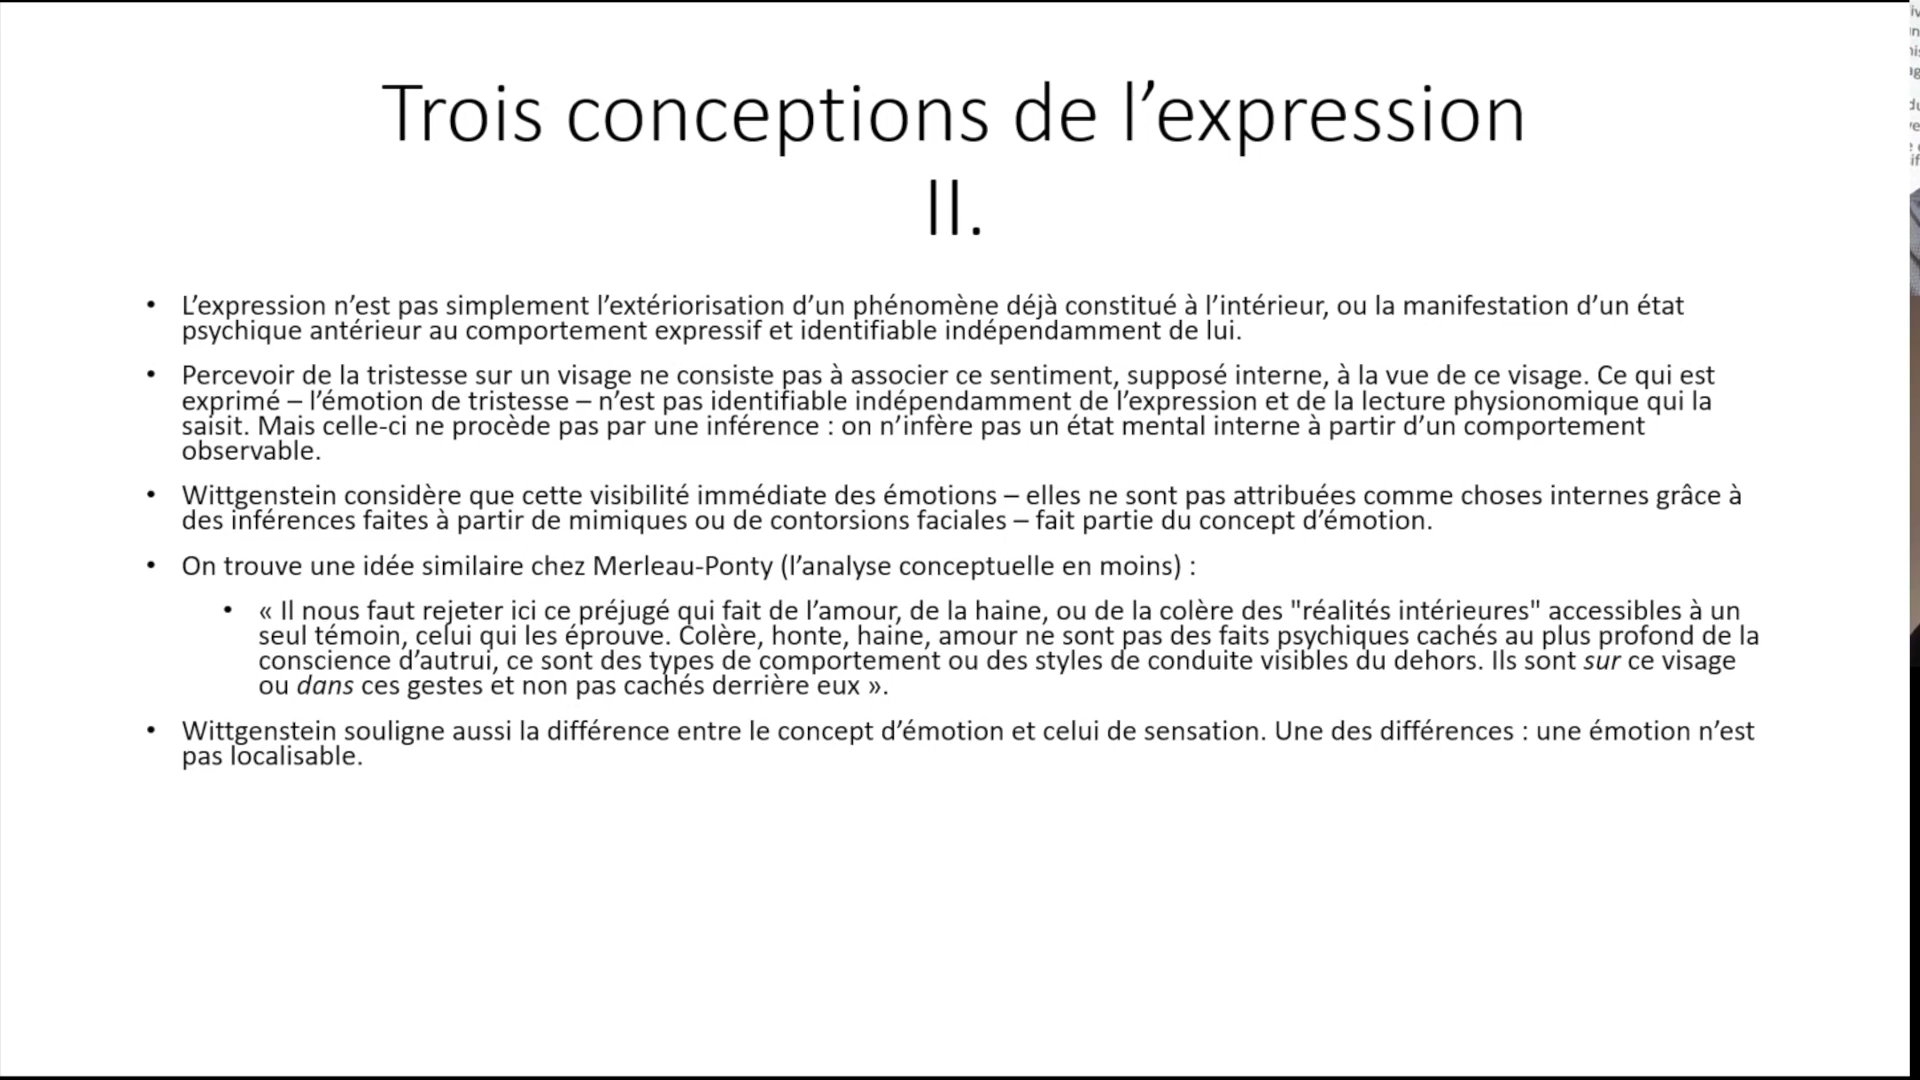 Trois conceptions de l’expression
II.
• L’expression n’est pas simplement l’extériorisation d’un phénomène déjà constitué à l’intérieur, ou la manifestation d’un état
psychique antérieur au comportement expressif et identifiable indépendamment de lui.
• Percevoir de la tristesse sur un visage ne consiste pas à associer ce sentiment, supposé interne, à la vue de ce visage. Ce qui est
exprimé – l’émotion de tristesse – n’est pas identifiable indépendamment de l’expression et de la lecture physionomique qui la
saisit. Mais celle-ci ne procède pas par une inférence : on n’infère pas un état mental interne à partir d’un comportement
observable.
• Wittgenstein considère que cette visibilité immédiate des émotions – elles ne sont pas attribuées comme choses internes grâce à
des inférences faites à partir de mimiques ou de contorsions faciales – fait partie du concept d’émotion.
• On trouve une idée similaire chez Merleau-Ponty (l’analyse conceptuelle en moins) :
• « Il nous faut rejeter ici ce préjugé qui fait de l’amour, de la haine, ou de la colère des "réalités intérieures" accessibles à un
seul témoin, celui qui les éprouve. Colère, honte, haine, amour ne sont pas des faits psychiques cachés au plus profond de la
conscience d’autrui, ce sont des types de comportement ou des styles de conduite visibles du dehors. Ils sont sur ce visage
ou dans ces gestes et non pas cachés derrière eux ».
• Wittgenstein souligne aussi la différence entre le concept d’émotion et celui de sensation. Une des différences : une émotion n’est
pas localisable.